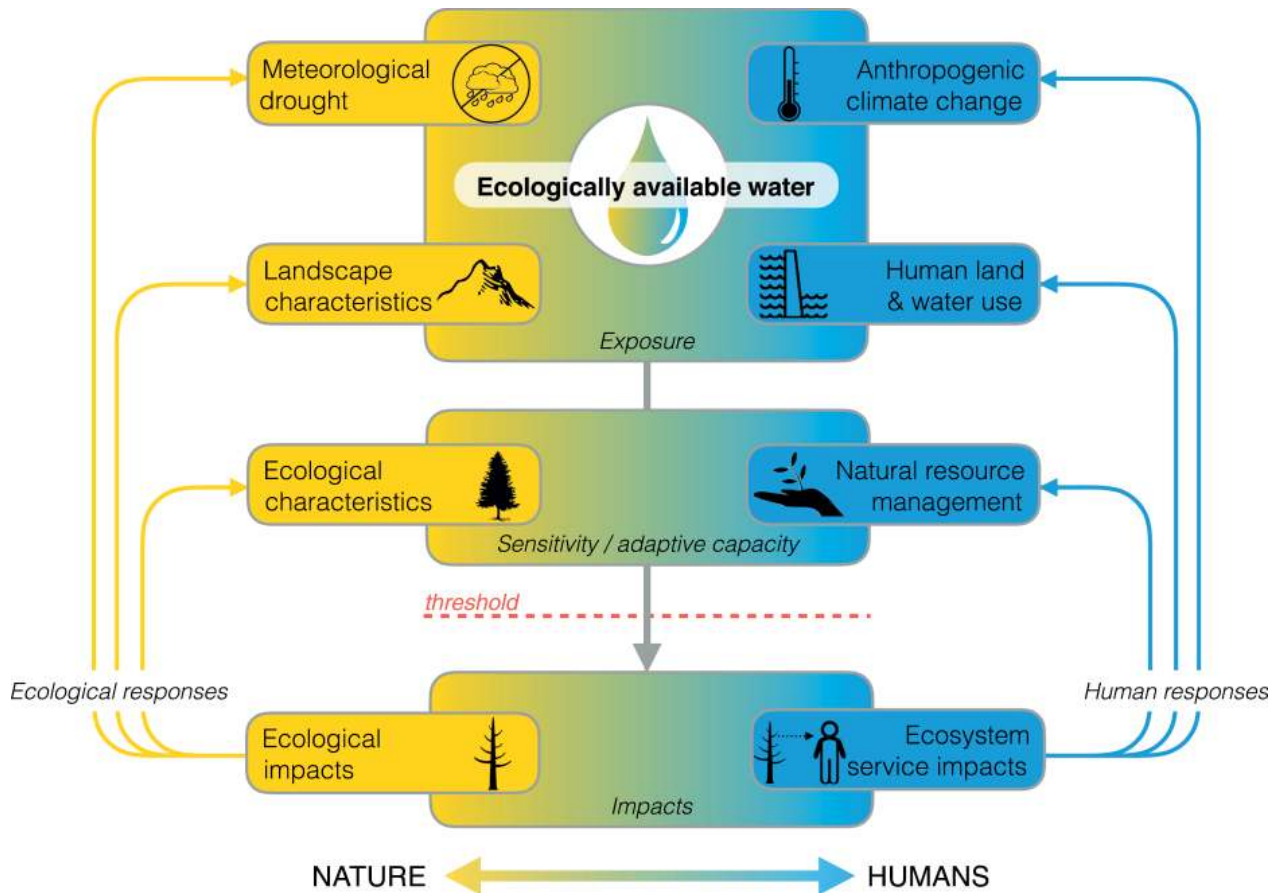 Meteorological
drought
Anthropogenic
climate change
Ecologically available water
Landscape
characteristics
Human land
& water use
Exposure
Ecological
characteristics
Natural resource
management
Sensitivity / adaptive capacity
threshold
Ecological responses
Human responses
Ecological
impacts
Ecosystem
service impacts
Impacts
NATURE
HUMANS